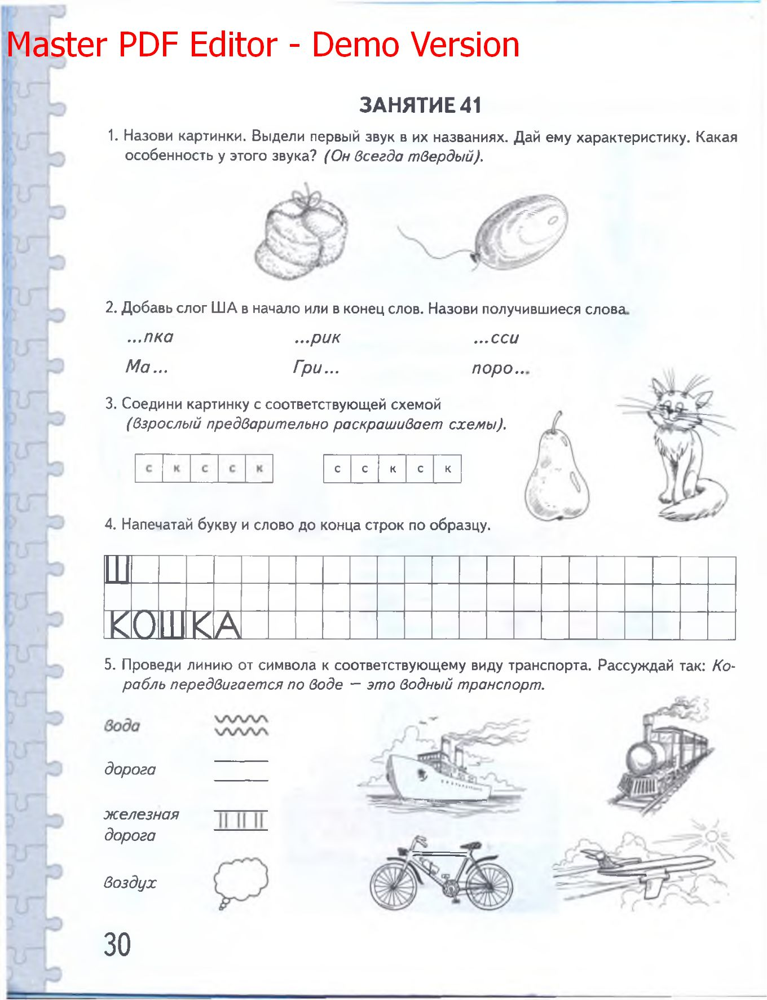 Master PDF Editor - Demo Version
ЗАНЯТИЕ 41
1. Назови картинки. Выдели первый звук в их названиях. Дай ему характеристику. Какая
особенность у этого звука? (Он всегда твердый).
2. Добавь слог ША в начало или в конец слов. Назови получившиеся слова.
...пка ...рик ...сси
Ма... Гри... поро...
3. Соедини картинку с соответствующей схемой
(взрослый предварительно раскрашивает схемы).
с к с с к с с к с к
4. Напечатай букву и слово до конца строк по образцу.
Ш
КОШКА
5. Проведи линию от символа к соответствующему виду транспорта. Рассуждай так: Ко-
рабль передвигается по воде — это водный транспорт.
вода
дорога
железная
дорога
воздух
30